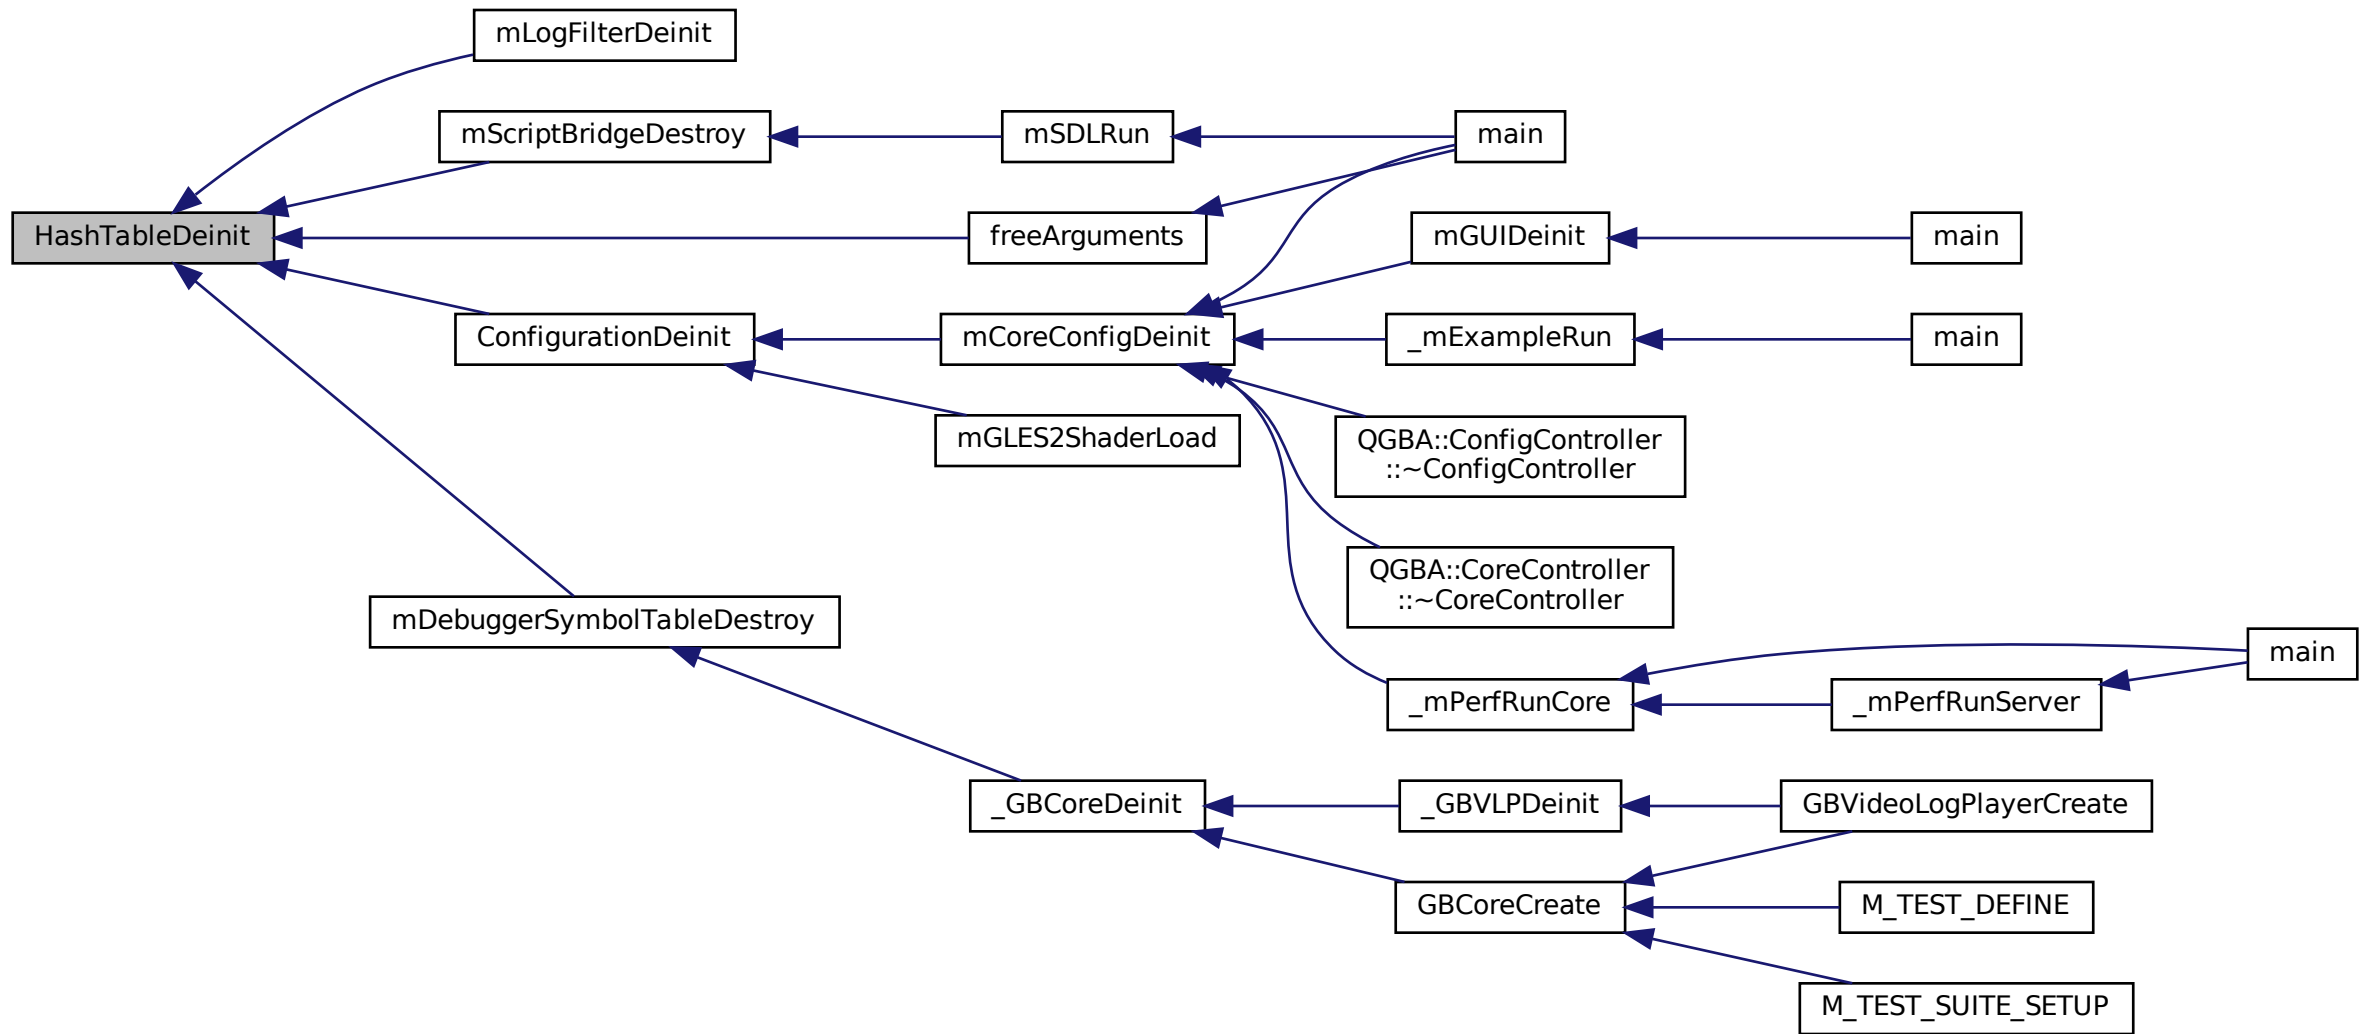 mLogFilterDeinit
mScriptBridgeDestroy
mSDLRun
main
HashTableDeinit
freeArguments
mGUIDeinit
main
ConfigurationDeinit
mCoreConfigDeinit
_mExampleRun
main
mGLES2ShaderLoad
QGBA::ConfigController
::~ConfigController
QGBA::CoreController
::~CoreController
mDebuggerSymbolTableDestroy
main
_mPerfRunCore
_mPerfRunServer
_GBCoreDeinit
_GBVLPDeinit
GBVideoLogPlayerCreate
GBCoreCreate
M_TEST_DEFINE
M_TEST_SUITE_SETUP